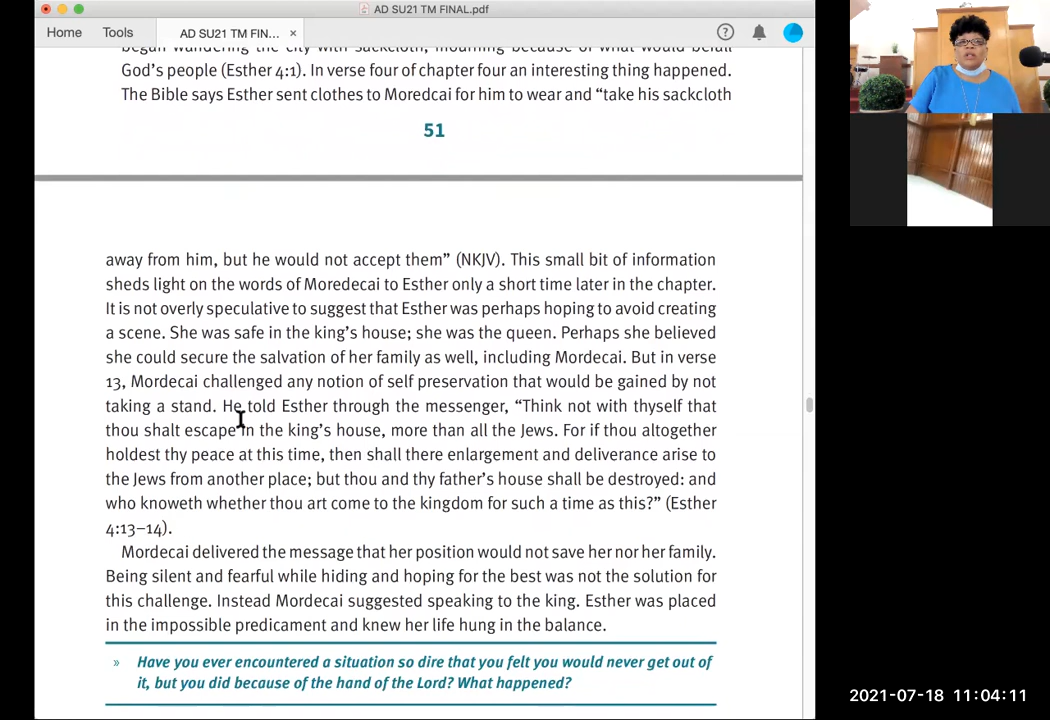 AD SU21 TM FINAL.pdf
Home Tools AD SU21 TM FIN... ×
began wandering the city with sackcloth, mourning because of what would befall
God's people (Esther 4:1). In verse four of chapter four an interesting thing happened.
The Bible says Esther sent clothes to Moredcai for him to wear and “take his sackcloth
51
away from him, but he would not accept them” (NKJV). This small bit of information
sheds light on the words of Moredecai to Esther only a short time later in the chapter.
It is not overly speculative to suggest that Esther was perhaps hoping to avoid creating
a scene. She was safe in the king's house; she was the queen. Perhaps she believed
she could secure the salvation of her family as well, including Mordecai. But in verse
13, Mordecai challenged any notion of self preservation that would be gained by not
taking a stand. He told Esther through the messenger, “Think not with thyself that
thou shalt escape in the king's house, more than all the Jews. For if thou altogether
holdest thy peace at this time, then shall there enlargement and deliverance arise to
the Jews from another place; but thou and thy father's house shall be destroyed: and
who knoweth whether thou art come to the kingdom for such a time as this?” (Esther
4:13–14).
Mordecai delivered the message that her position would not save her nor her family.
Being silent and fearful while hiding and hoping for the best was not the solution for
this challenge. Instead Mordecai suggested speaking to the king. Esther was placed
in the impossible predicament and knew her life hung in the balance.
» Have you ever encountered a situation so dire that you felt you would never get out of
it, but you did because of the hand of the Lord? What happened?
2021-07-18 11:04:11